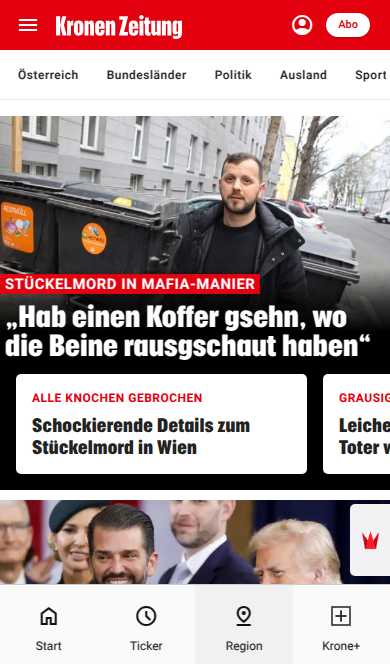 Kronen Zeitung
Abo
Österreich Bundesländer Politik Ausland Sport
STÜCKELMORD IN MAFIA-MANIER
„Hab einen Koffer gsehn, wo
die Beine rausgschaut haben“
ALLE KNOCHEN GEBROCHEN
Schockierende Details zum
Stückelmord in Wien
GRAUSIG
Leiche
Toter
Start Ticker Region Krone+